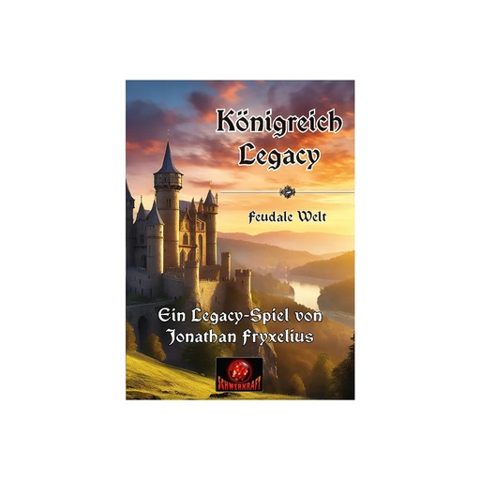 Königreich
Legacy
Feudale Welt
Ein Legacy-Spiel von
Jonathan Fryxelius
SCHWERKRAFT